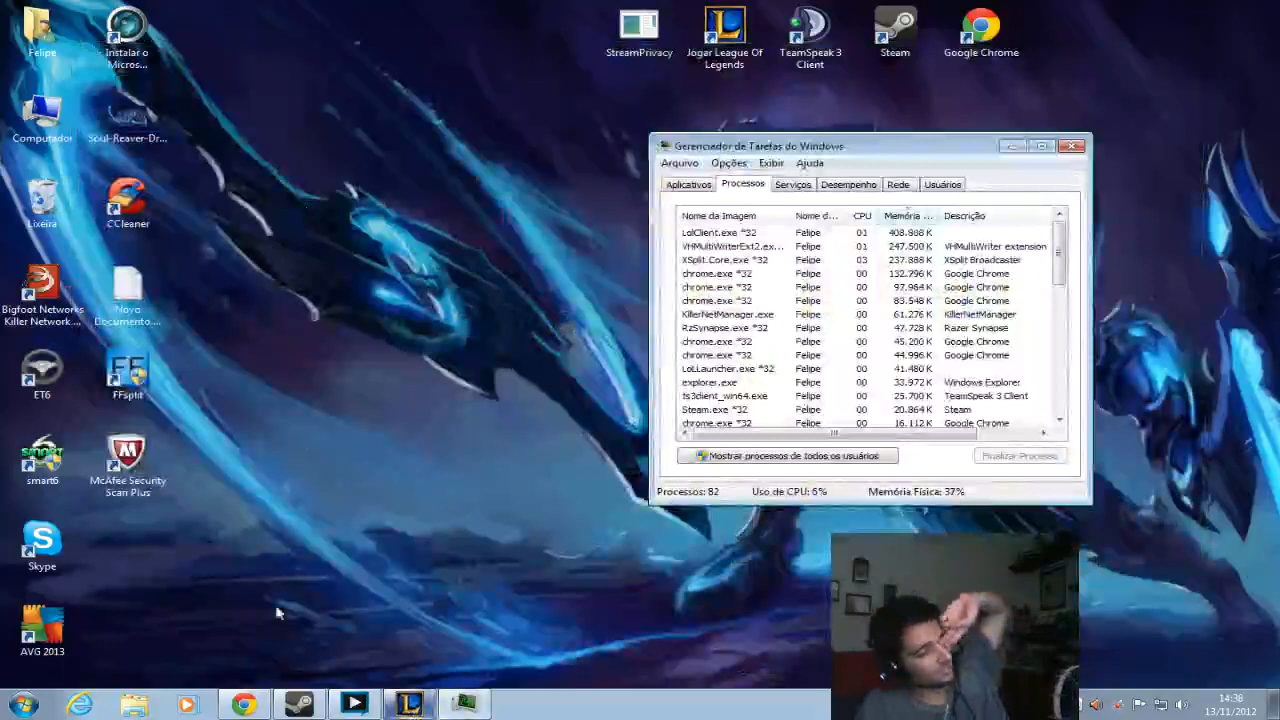 Felipe
Instalar o
Micros...
StreamPrivacy
Jogar League Of
Legends
TeamSpeak 3
Client
Steam
Google Chrome
Computador
Soul-Reaver-Dr...
Lixeira
CCleaner
Bigfoot Networks
Killer Network....
Novo
Documento....
ET6
FFsplit
smart6
McAfee Security
Scan Plus
Skype
AVG 2013
Gerenciador de Tarefas do Windows
Arquivo Opções Exibir Ajuda
Aplicativos Processos Serviços Desempenho Rede Usuários
Nome da Imagem Nome d... CPU Memória ... Descrição
LolClient.exe *32 Felipe 01 408.808 K
VHMultiWriterExt2.ex... Felipe 01 247.500 K VHMultiWriter extension
XSplit.Core.exe *32 Felipe 03 237.888 K XSplit Broadcaster
chrome.exe *32 Felipe 00 132.796 K Google Chrome
chrome.exe *32 Felipe 00 97.984 K Google Chrome
chrome.exe *32 Felipe 00 83.548 K Google Chrome
KillerNetManager.exe Felipe 00 61.276 K KillerNetManager
RzSynapse.exe *32 Felipe 00 47.728 K Razer Synapse
chrome.exe *32 Felipe 00 45.200 K Google Chrome
chrome.exe *32 Felipe 00 44.996 K Google Chrome
LoLLauncher.exe *32 Felipe 00 41.480 K
explorer.exe Felipe 00 33.972 K Windows Explorer
ts3client_win64.exe Felipe 00 25.700 K TeamSpeak 3 Client
Steam.exe *32 Felipe 00 20.864 K Steam
chrome.exe *32 Felipe 00 16.112 K Google Chrome
Mostrar processos de todos os usuários Finalizar Processo
Processos: 82 Uso de CPU: 6% Memória Física: 37%
14:38
13/11/2012